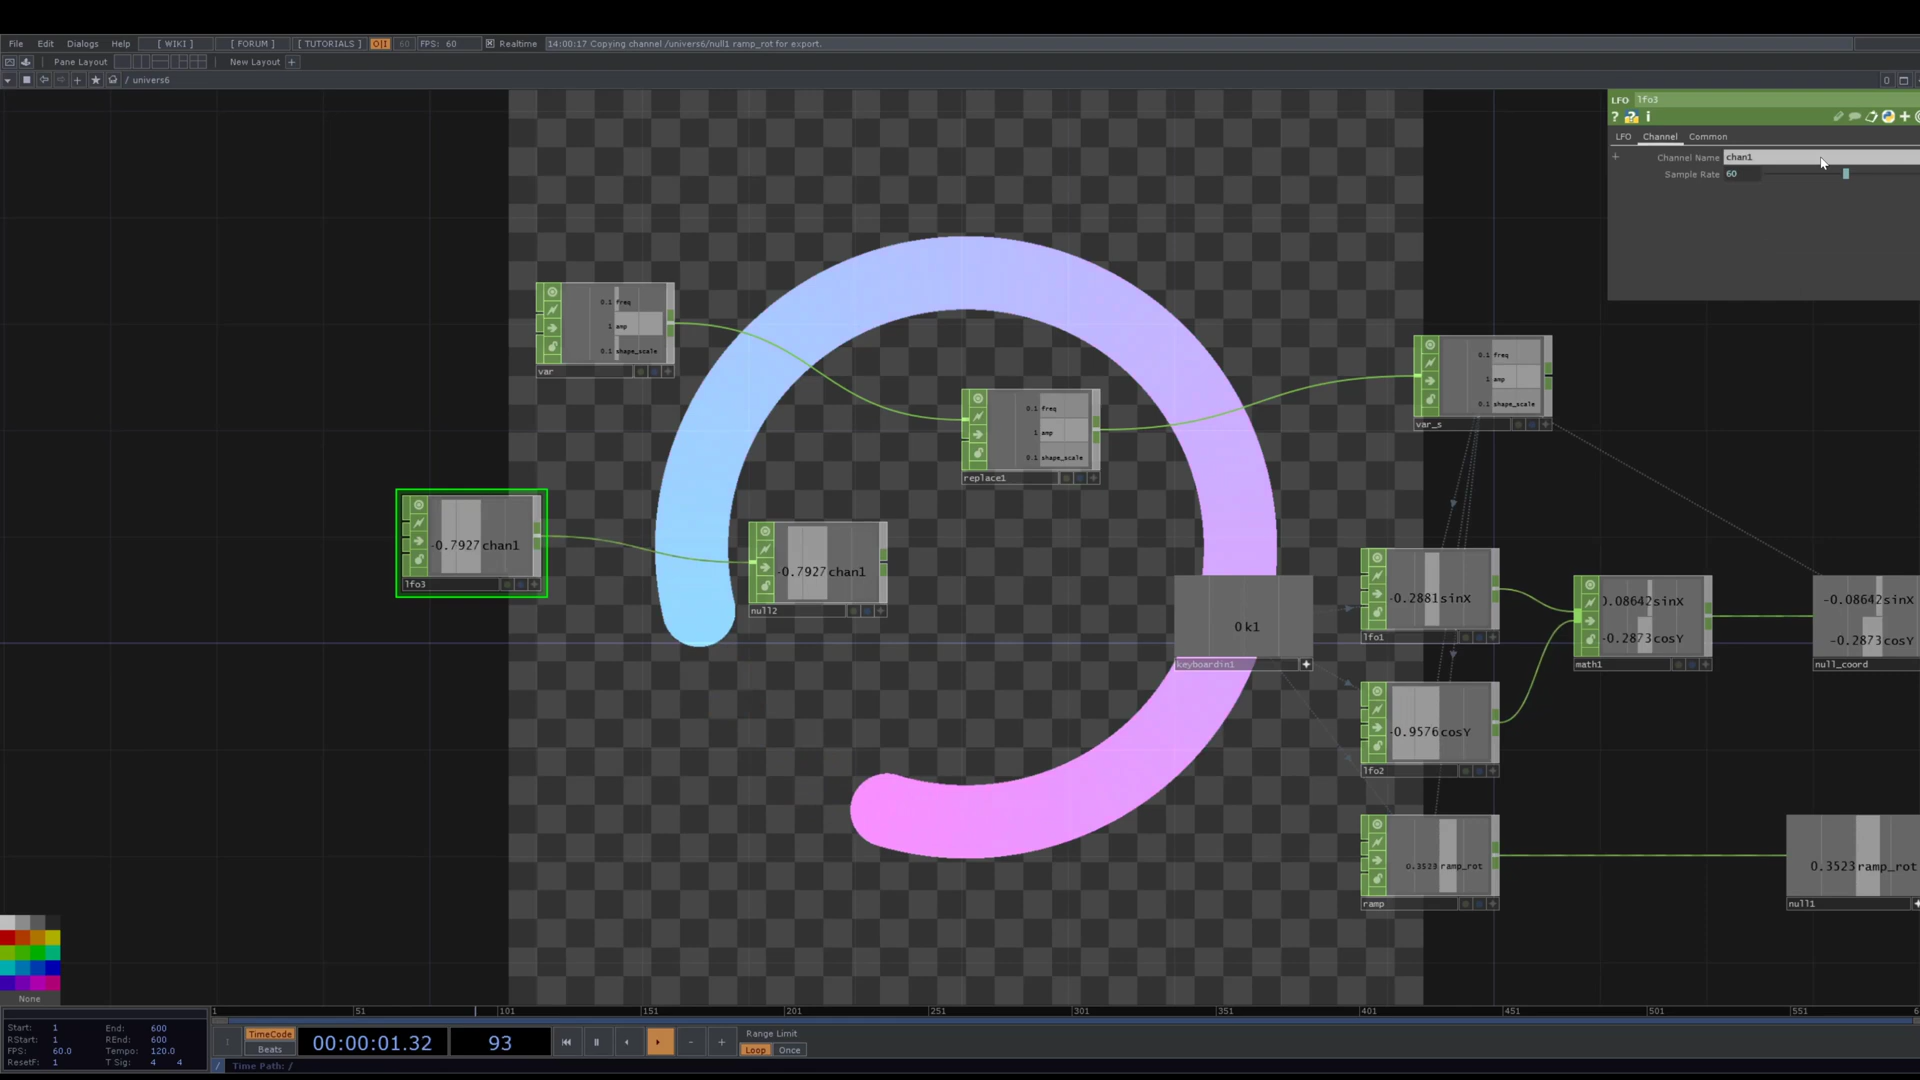 File Edit Dialogs Help [ WIKI ] [ FORUM ] [ TUTORIALS ] O|I 60 FPS: 60 Realtime 14:00:17 Copying channel /univers6/null1 ramp_rot for export.
Pane Layout New Layout +
/ univers6 0
LFO lfo3
? i
LFO Channel Common
+ Channel Name chan1
Sample Rate 60
0.1 freq
1 amp
0.1 shape_scale
var
0.1 freq
1 amp
0.1 shape_scale
var_s
0.1 freq
1 amp
0.1 shape_scale
replace1
-0.7927 chan1
lfo3
-0.7927 chan1
null2
0 k1
keyboardin1
-0.2881 sinX
lfo1
0.08642 sinX
-0.2873 cosY
math1
-0.08642 sinX
-0.2873 cosY
null_coord
-0.9576 cosY
lfo2
0.3523 ramp_rot
ramp
0.3523 ramp_rot
null1
None
1 51 101 151 201 251 301 351 401 451 501 551
Start: 1 End: 600
RStart: 1 REnd: 600
FPS: 60.0 Tempo: 120.0
ResetF: 1 T Sig: 4 4
TimeCode
Beats
00:00:01.32 93
Range Limit
Loop Once
/ Time Path: /